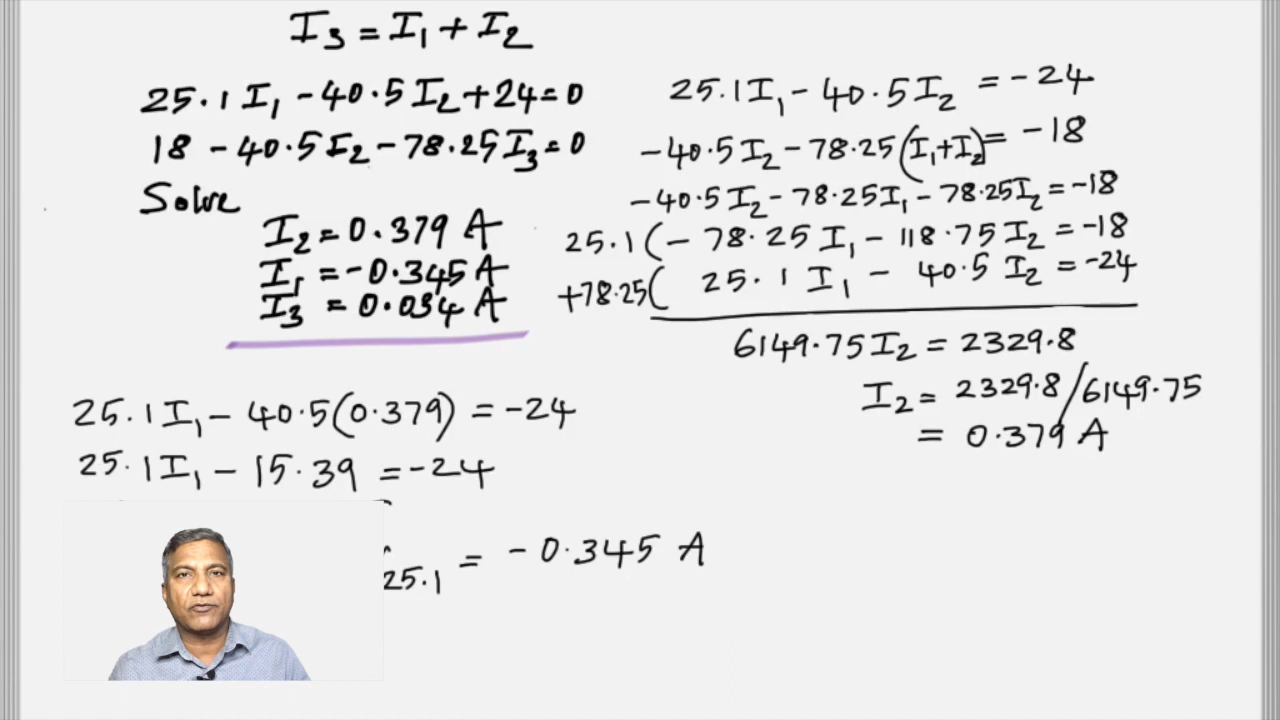 I3 = I1 + I2
25.1 I1 - 40.5 I2 + 24 = 0
18 - 40.5 I2 - 78.25 I3 = 0
Solve
I2 = 0.379 A
I1 = -0.345 A
I3 = 0.034 A
25.1 I1 - 40.5 (0.379) = -24
25.1 I1 - 15.39 = -24
25.1 = -0.345 A
25.1 I1 - 40.5 I2 = -24
-40.5 I2 - 78.25 (I1+I2) = -18
-40.5 I2 - 78.25 I1 - 78.25 I2 = -18
25.1 ( - 78.25 I1 - 118.75 I2 = -18
+78.25 ( 25.1 I1 - 40.5 I2 = -24
6149.75 I2 = 2329.8
I2 = 2329.8/6149.75
= 0.379 A